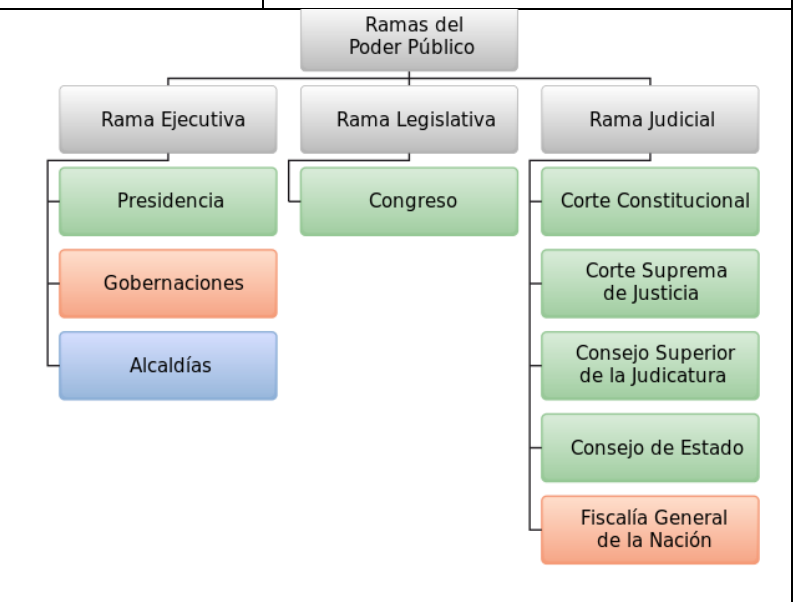 Ramas del
Poder Público
Rama Ejecutiva
Rama Legislativa
Rama Judicial
Presidencia
Congreso
Corte Constitucional
Gobernaciones
Corte Suprema
de Justicia
Alcaldías
Consejo Superior
de la Judicatura
Consejo de Estado
Fiscalía General
de la Nación